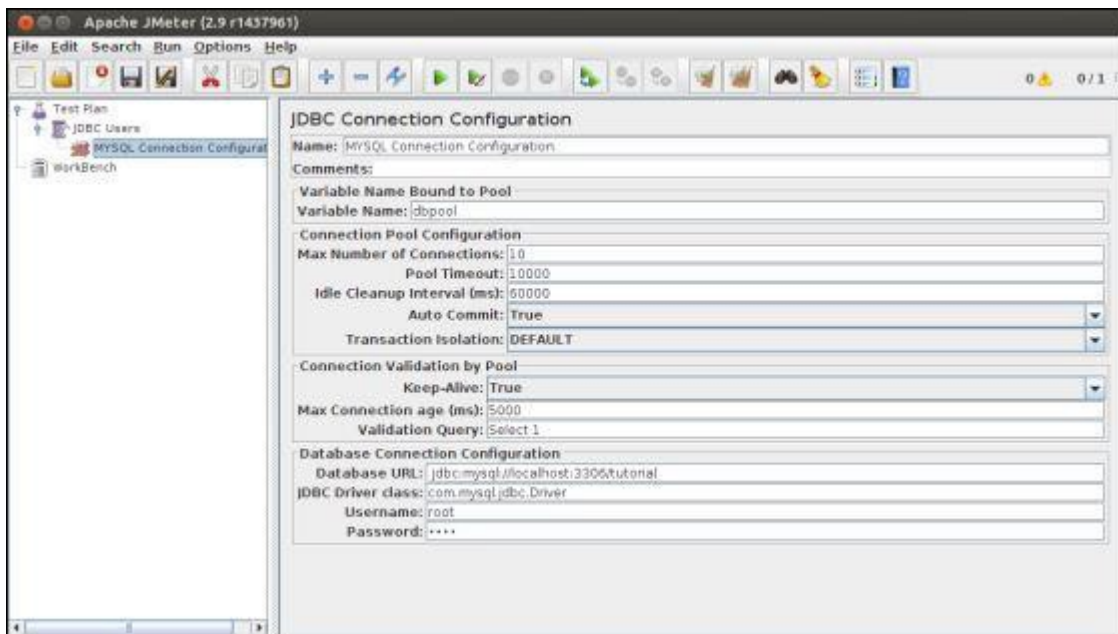 Apache JMeter (2.9 r1437961)
File Edit Search Run Options Help
0 0/1
Test Plan
JDBC Users
MYSQL Connection Configurat
WorkBench
JDBC Connection Configuration
Name: MYSQL Connection Configuration
Comments:
Variable Name Bound to Pool
Variable Name: dbpool
Connection Pool Configuration
Max Number of Connections: 10
Pool Timeout: 10000
Idle Cleanup Interval (ms): 60000
Auto Commit: True
Transaction Isolation: DEFAULT
Connection Validation by Pool
Keep-Alive: True
Max Connection age (ms): 5000
Validation Query: Select 1
Database Connection Configuration
Database URL: jdbc:mysql://localhost:3306/tutorial
JDBC Driver class: com.mysql.jdbc.Driver
Username: root
Password: ••••